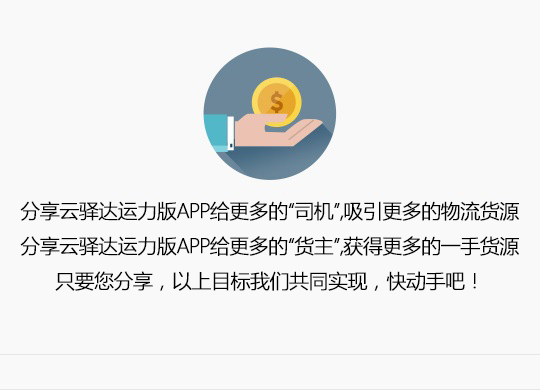 分享云驿达运力版APP给更多的“司机”,吸引更多的物流货源
分享云驿达运力版APP给更多的“货主”,获得更多的一手货源
只要您分享，以上目标我们共同实现，快动手吧！